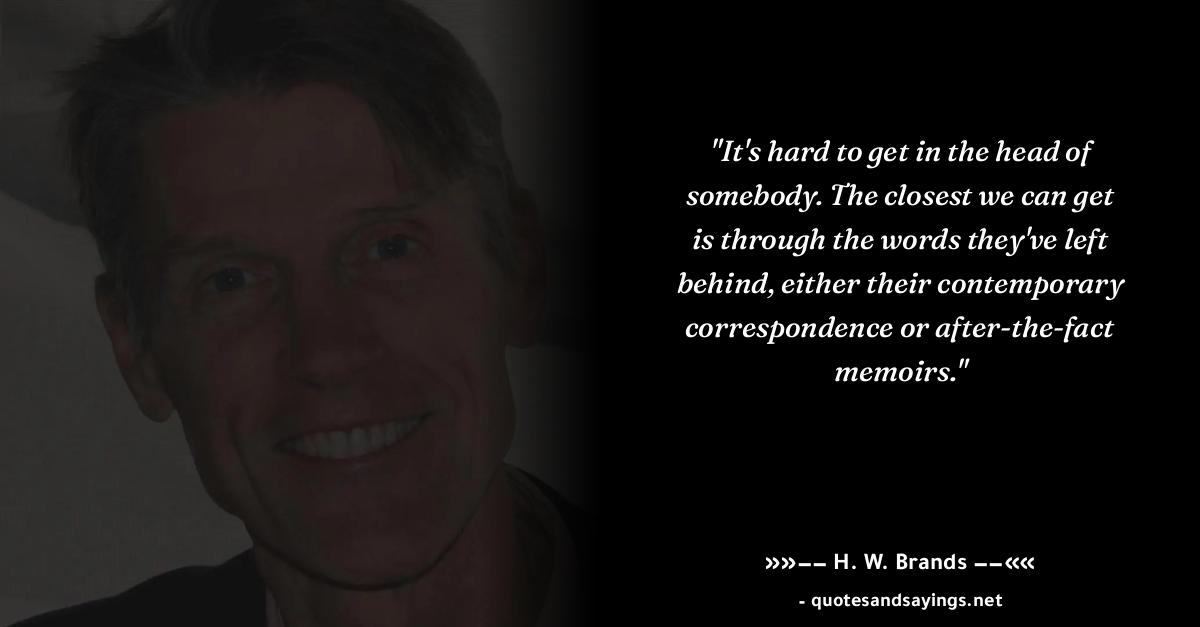 "It's hard to get in the head of
somebody. The closest we can get
is through the words they've left
behind, either their contemporary
correspondence or after-the-fact
memoirs."
»»−− H. W. Brands −−««
- quotesandsayings.net